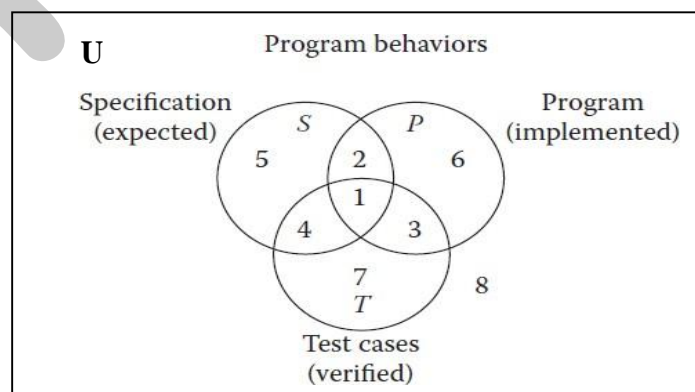 U
Program behaviors
Specification
(expected)
Program
(implemented)
S
P
5
2
6
1
4
3
7
8
T
Test cases
(verified)